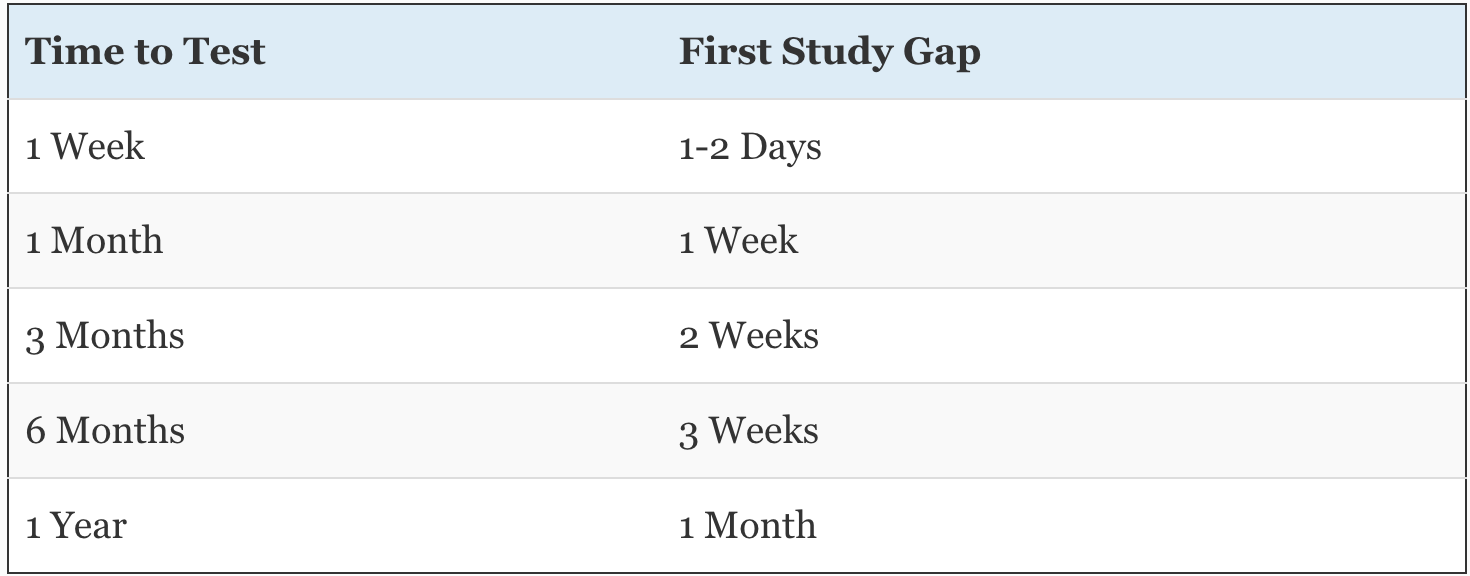 Time to Test First Study Gap
1 Week 1-2 Days
1 Month 1 Week
3 Months 2 Weeks
6 Months 3 Weeks
1 Year 1 Month